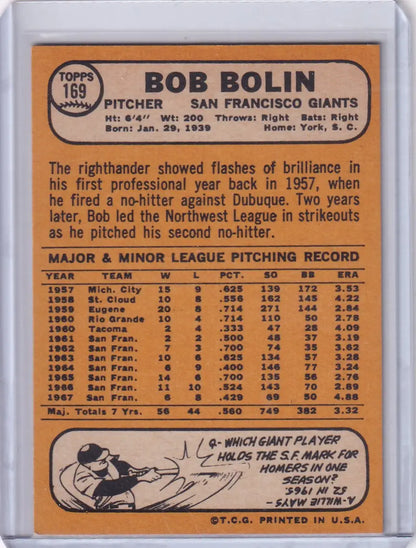 TOPPS
169
BOB BOLIN
PITCHER SAN FRANCISCO GIANTS
Ht: 6'4" Wt: 200 Throws: Right Bats: Right
Born: Jan. 29, 1939 Home: York, S. C.
The righthander showed flashes of brilliance in
his first professional year back in 1957, when
he fired a no-hitter against Dubuque. Two years
later, Bob led the Northwest League in strikeouts
as he pitched his second no-hitter.
MAJOR & MINOR LEAGUE PITCHING RECORD
YEAR TEAM W L PCT. SO BB ERA
1957 Mich. City 15 9 .625 139 172 3.53
1958 St. Cloud 10 8 .556 162 145 4.22
1959 Eugene 20 8 .714 271 144 2.84
1960 Rio Grande 10 4 .714 110 50 2.78
1960 Tacoma 2 4 .333 47 28 4.09
1961 San Fran. 2 2 .500 48 37 3.19
1962 San Fran. 7 3 .700 74 35 3.62
1963 San Fran. 10 6 .625 134 57 3.28
1964 San Fran. 6 9 .400 146 77 3.24
1965 San Fran. 14 6 .700 135 56 2.76
1966 San Fran. 11 10 .524 143 70 2.89
1967 San Fran. 6 8 .429 69 50 4.88
Maj. Totals 7 Yrs. 56 44 .560 749 382 3.32
Q-WHICH GIANT PLAYER
HOLDS THE S.F. MARK FOR
HOMERS IN ONE
SEASON?
A-WILLIE MAYS-
52 IN 1965.
©T.C.G. PRINTED IN U.S.A.